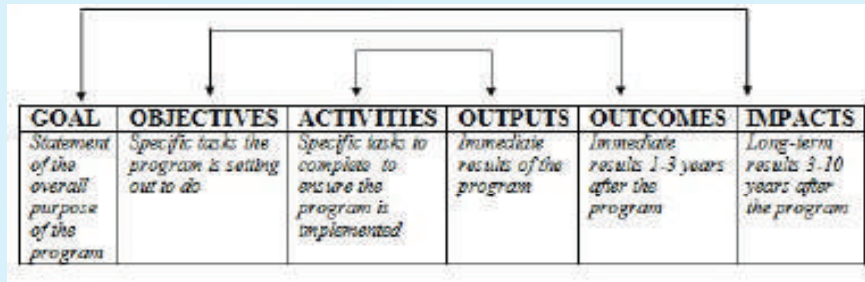 GOAL OBJECTIVES ACTIVITIES OUTPUTS OUTCOMES IMPACTS
Statement
of the
overall
purpose
of the
program
Specific tasks the
program is setting
out to do
Specific tasks to
complete to
ensure the
program is
implemented
Immediate
results of the
program
Immediate
results 1-3 years
after the
program
Long-term
results 3-10
years after
the program